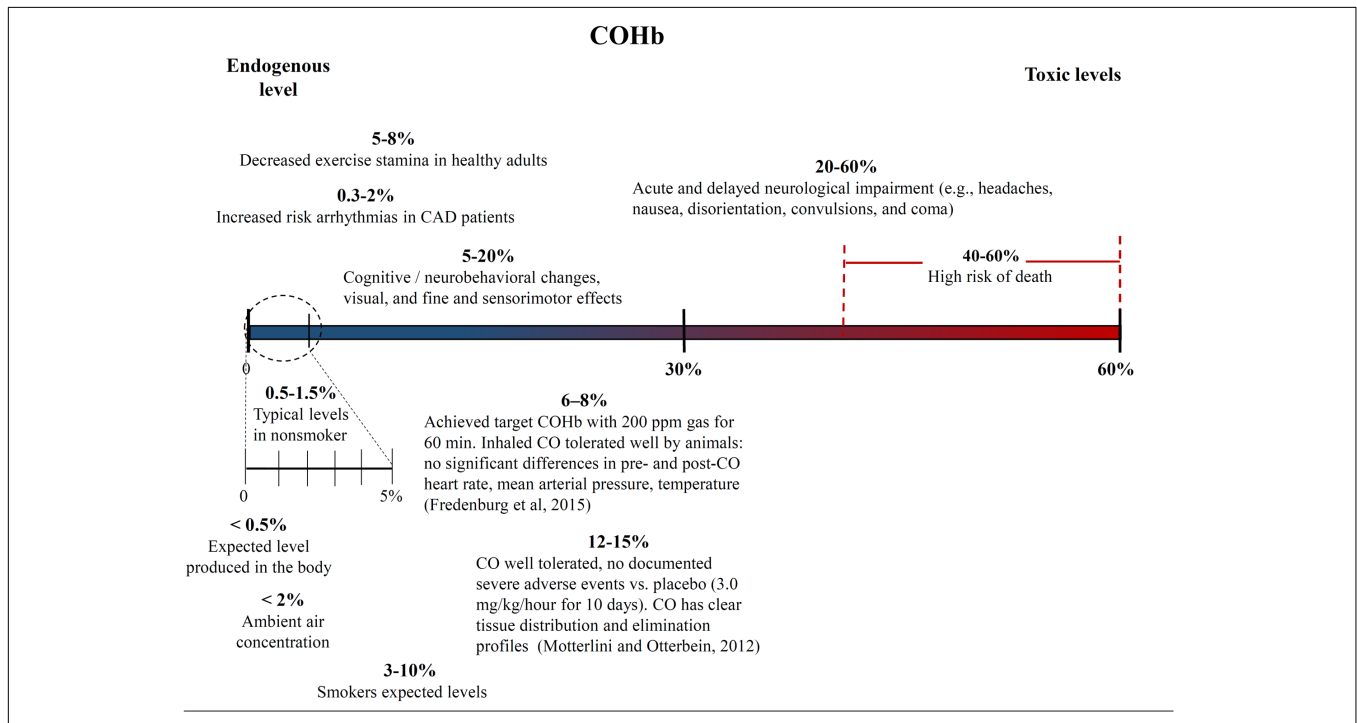 COHb
Endogenous
level
Toxic levels
5-8%
Decreased exercise stamina in healthy adults
20-60%
Acute and delayed neurological impairment (e.g., headaches,
nausea, disorientation, convulsions, and coma)
0.3-2%
Increased risk arrhythmias in CAD patients
5-20%
Cognitive / neurobehavioral changes,
visual, and fine and sensorimotor effects
40-60%
High risk of death
0
30%
60%
0.5-1.5%
Typical levels
in nonsmoker
0
5%
6–8%
Achieved target COHb with 200 ppm gas for
60 min. Inhaled CO tolerated well by animals:
no significant differences in pre- and post-CO
heart rate, mean arterial pressure, temperature
(Fredenburg et al, 2015)
< 0.5%
Expected level
produced in the body
12-15%
CO well tolerated, no documented
severe adverse events vs. placebo (3.0
mg/kg/hour for 10 days). CO has clear
tissue distribution and elimination
profiles (Motterlini and Otterbein, 2012)
< 2%
Ambient air
concentration
3-10%
Smokers expected levels